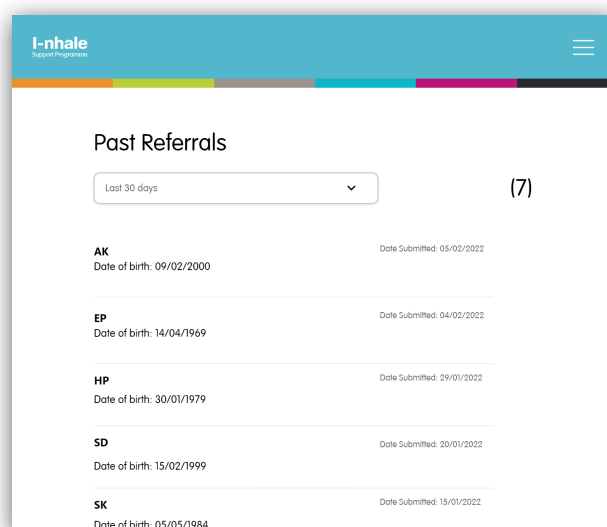 I-nhale
Support Programme
Past Referrals
Last 30 days
(7)
AK
Date Submitted: 05/02/2022
Date of birth: 09/02/2000
EP
Date Submitted: 04/02/2022
Date of birth: 14/04/1969
HP
Date Submitted: 29/01/2022
Date of birth: 30/01/1979
SD
Date Submitted: 20/01/2022
Date of birth: 15/02/1999
SK
Date Submitted: 15/01/2022
Date of birth: 05/05/1984